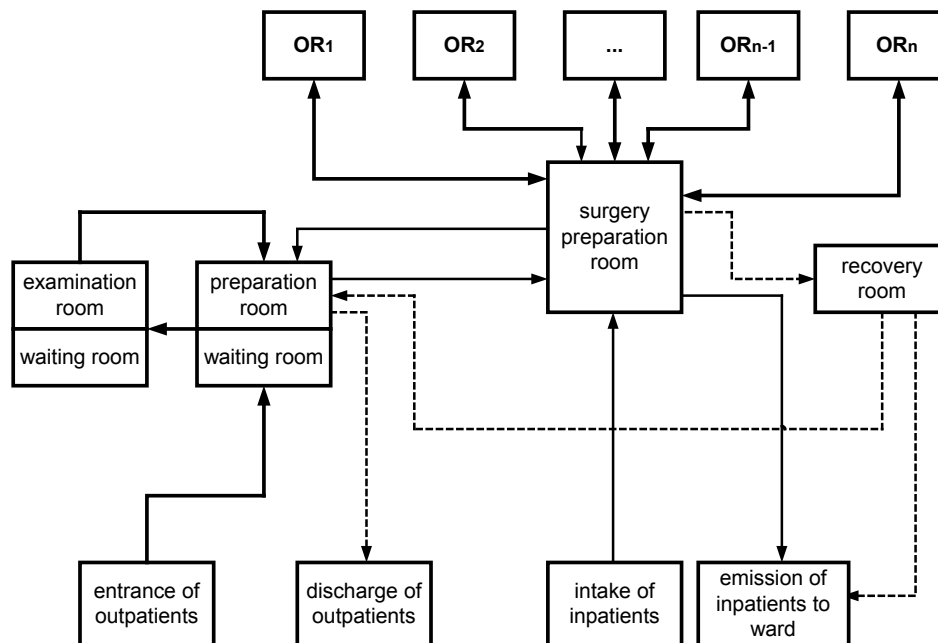 OR1
OR2
...
ORn-1
ORn
surgery
preparation
room
examination
room
waiting room
preparation
room
waiting room
recovery
room
entrance of
outpatients
discharge of
outpatients
intake of
inpatients
emission of
inpatients to
ward